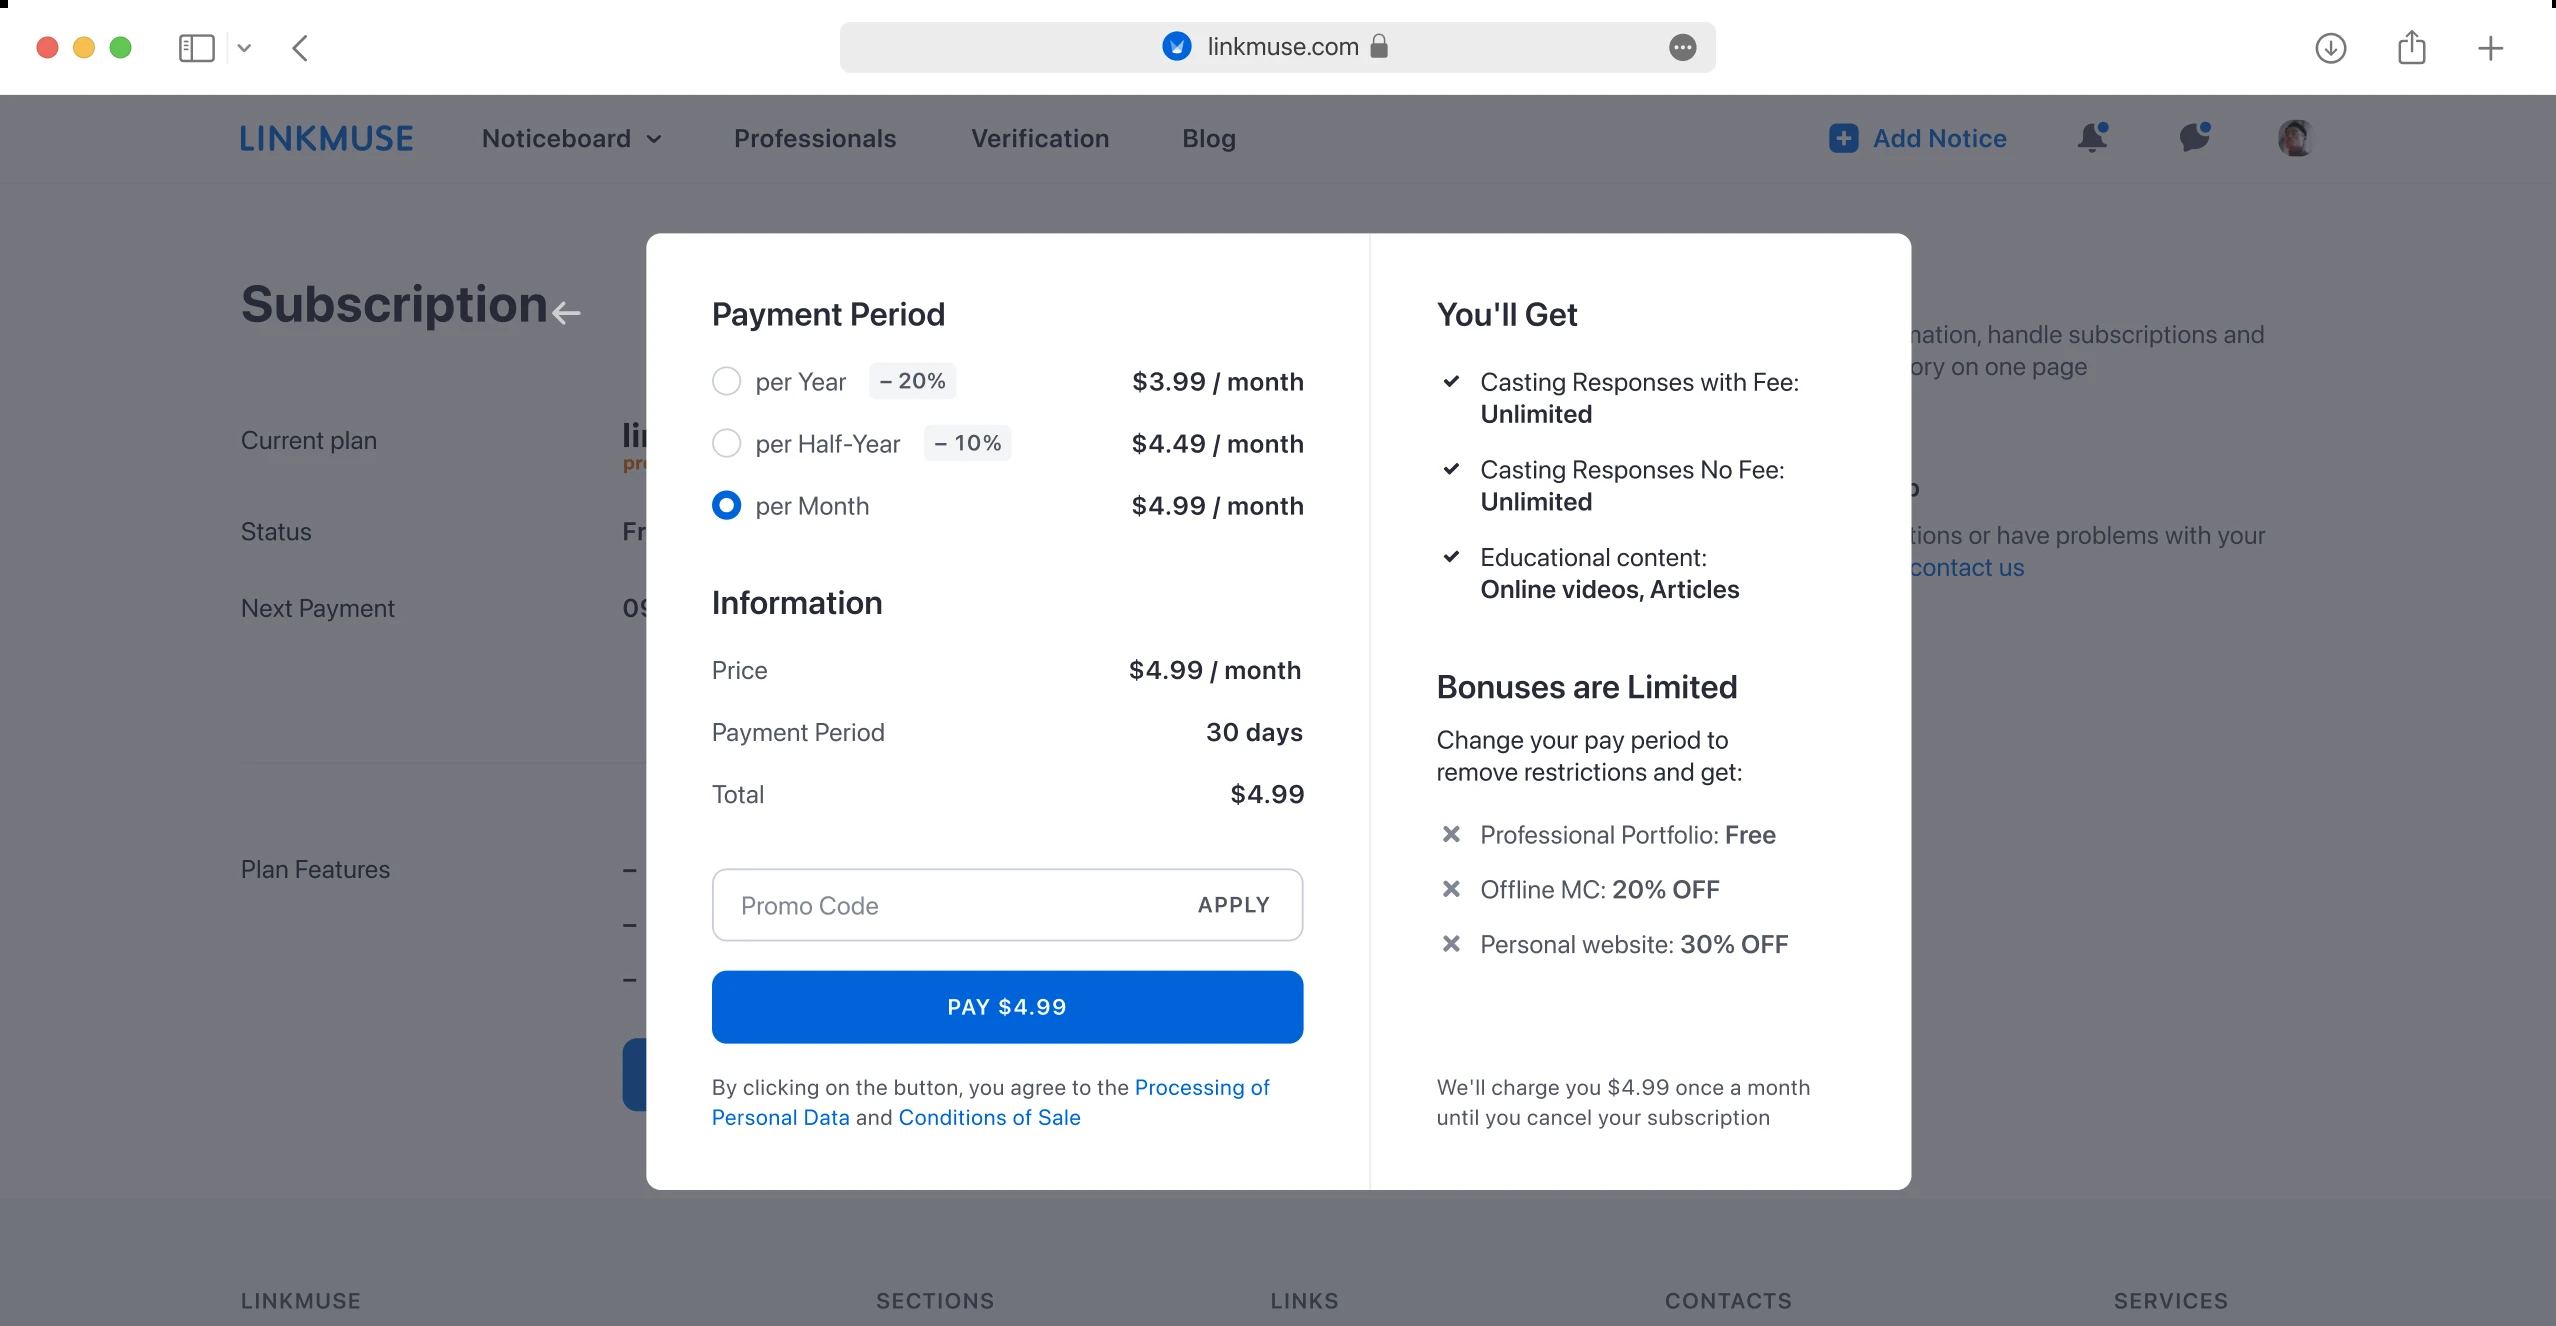 linkmuse.com
LINKMUSE Noticeboard Professionals Verification Blog Add Notice
Subscription
Current plan
Status
Next Payment
Plan Features
–
–
–
Payment Period
per Year – 20% $3.99 / month
per Half-Year – 10% $4.49 / month
per Month $4.99 / month
Information
Price $4.99 / month
Payment Period 30 days
Total $4.99
Promo Code APPLY
PAY $4.99
By clicking on the button, you agree to the Processing of
Personal Data and Conditions of Sale
You'll Get
Casting Responses with Fee:
Unlimited
Casting Responses No Fee:
Unlimited
Educational content:
Online videos, Articles
Bonuses are Limited
Change your pay period to
remove restrictions and get:
Professional Portfolio: Free
Offline MC: 20% OFF
Personal website: 30% OFF
We'll charge you $4.99 once a month
until you cancel your subscription
handle subscriptions and
on one page
or have problems with your
contact us
LINKMUSE SECTIONS LINKS CONTACTS SERVICES